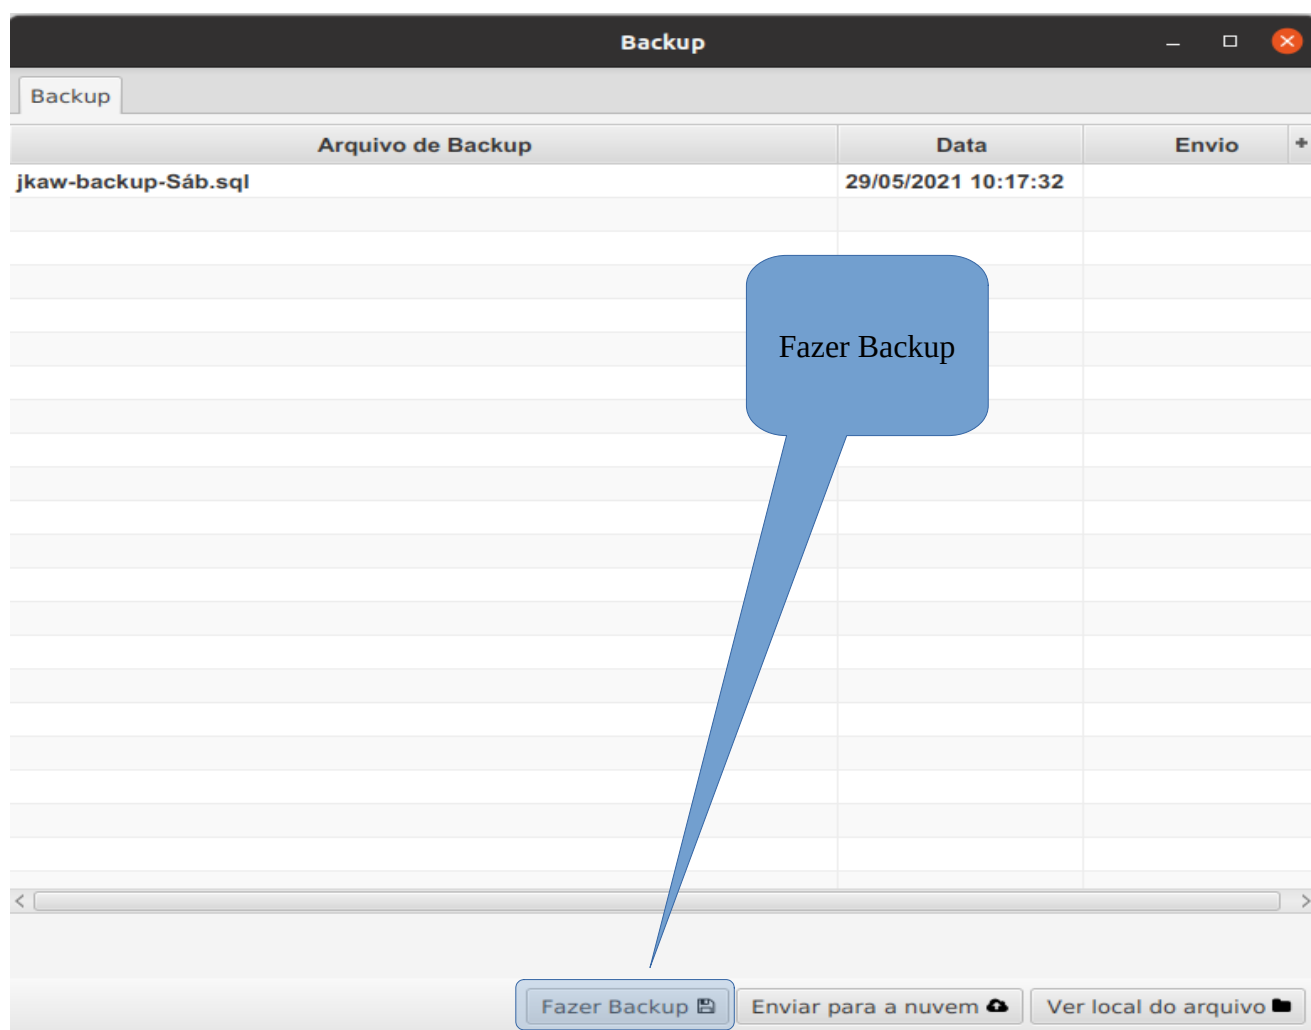 Backup
Backup
Arquivo de Backup Data Envio +
jkaw-backup-Sáb.sql 29/05/2021 10:17:32
Fazer Backup
Fazer Backup Enviar para a nuvem Ver local do arquivo